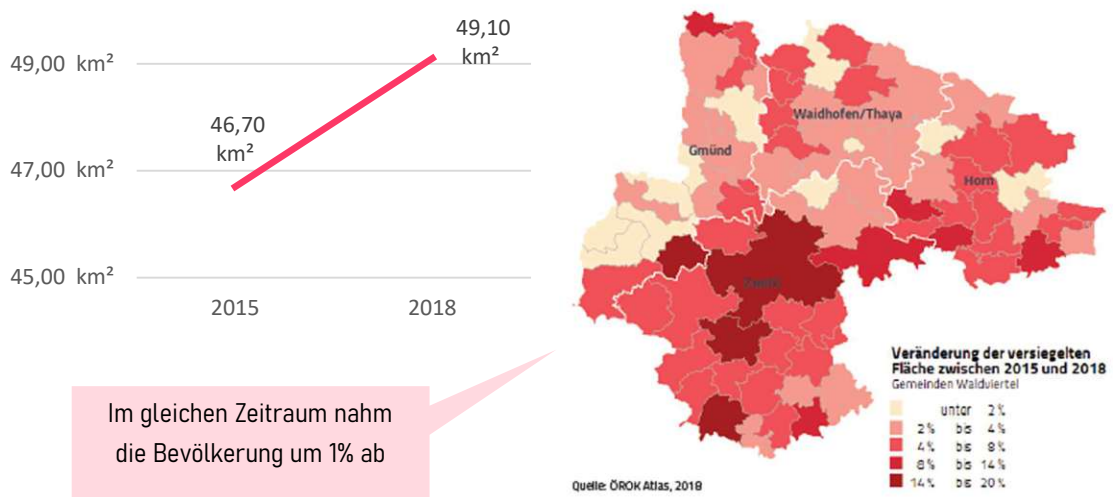 49,10
km²
49,00 km²
46,70
km²
47,00 km²
45,00 km²
2015
2018
Im gleichen Zeitraum nahm
die Bevölkerung um 1% ab
Waidhofen/Thaya
Gmünd
Horn
Zwettl
Veränderung der versiegelten
Fläche zwischen 2015 und 2018
Gemeinden Waldviertel
unter 2%
2% bis 4%
4% bis 8%
8% bis 14%
14% bis 20%
Quelle: ÖROK Atlas, 2018